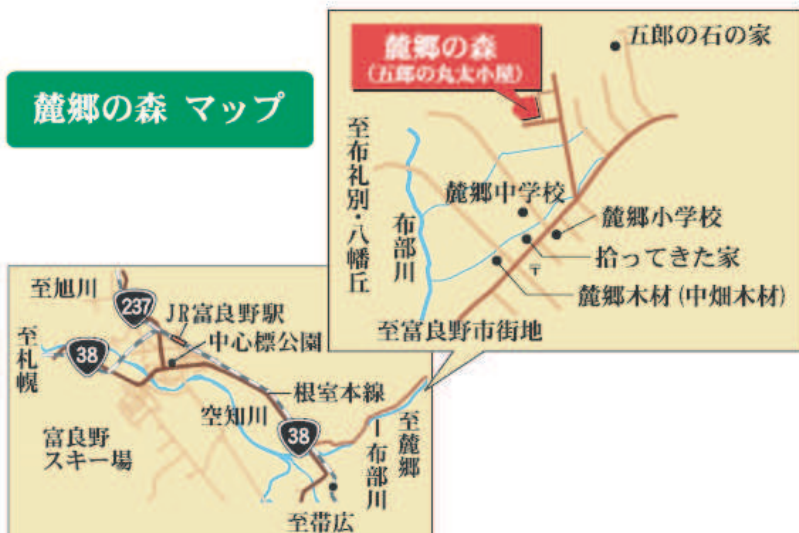 麓郷の森 マップ
麓郷の森
(五郎の丸太小屋)
五郎の石の家
至布礼別・八幡丘
布部川
麓郷中学校
麓郷小学校
拾ってきた家
〒
麓郷木材(中畑木材)
至富良野市街地
至旭川
237
JR富良野駅
中心標公園
至札幌
38
根室本線
空知川
38
富良野
スキー場
至麓郷
布部川
至帯広